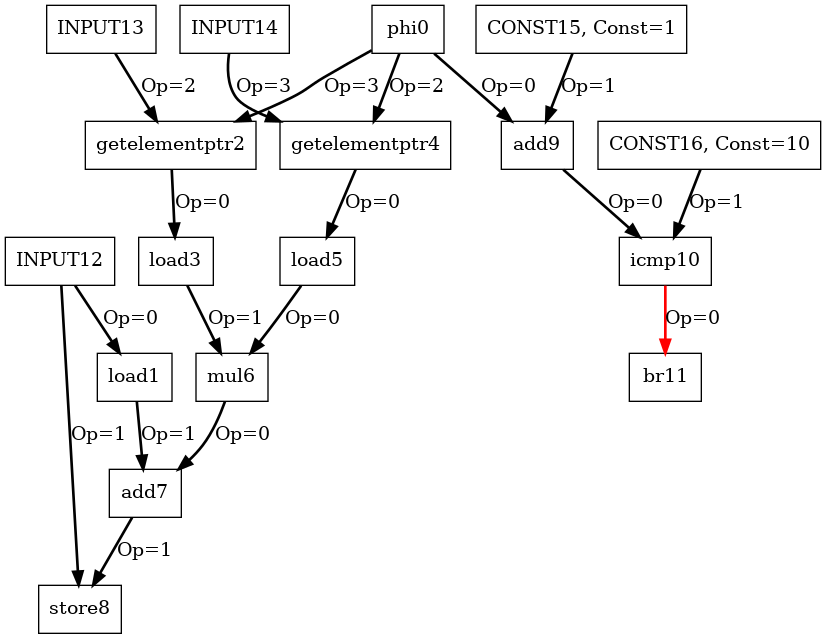 INPUT13
INPUT14
phi0
CONST15, Const=1
Op=2
Op=3
Op=3
Op=2
Op=0
Op=1
getelementptr2
getelementptr4
add9
CONST16, Const=10
Op=0
Op=0
Op=0
Op=1
INPUT12
load3
load5
icmp10
Op=0
Op=1
Op=0
Op=0
load1
mul6
br11
Op=1
Op=1
Op=0
add7
Op=1
store8